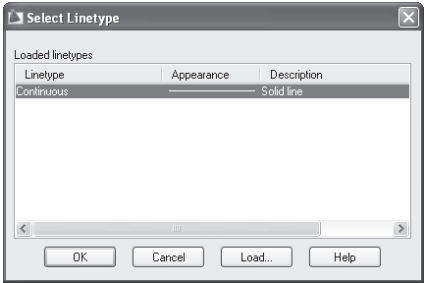 Select Linetype
Loaded linetypes
Linetype Appearance Description
Continuous Solid line
OK Cancel Load... Help